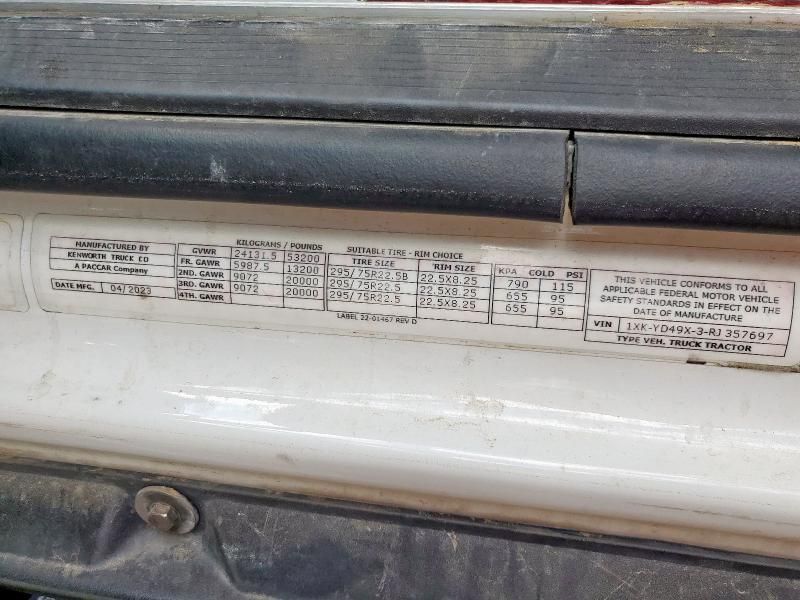 MANUFACTURED BY
KENWORTH TRUCK CO
A PACCAR Company
DATE MFG. 04/2023
KILOGRAMS / POUNDS
GVWR 24131.5 53200
FR. GAWR 5987.5 13200
2ND. GAWR 9072 20000
3RD. GAWR 9072 20000
4TH. GAWR
SUITABLE TIRE - RIM CHOICE
TIRE SIZE RIM SIZE
295/75R22.5B 22.5X8.25
295/75R22.5 22.5X8.25
295/75R22.5 22.5X8.25
LABEL 22-01467 REV D
KPA COLD PSI
790 115
655 95
655 95
THIS VEHICLE CONFORMS TO ALL
APPLICABLE FEDERAL MOTOR VEHICLE
SAFETY STANDARDS IN EFFECT ON THE
DATE OF MANUFACTURE
VIN 1XK-YD49X-3-RJ 357697
TYPE VEH. TRUCK TRACTOR